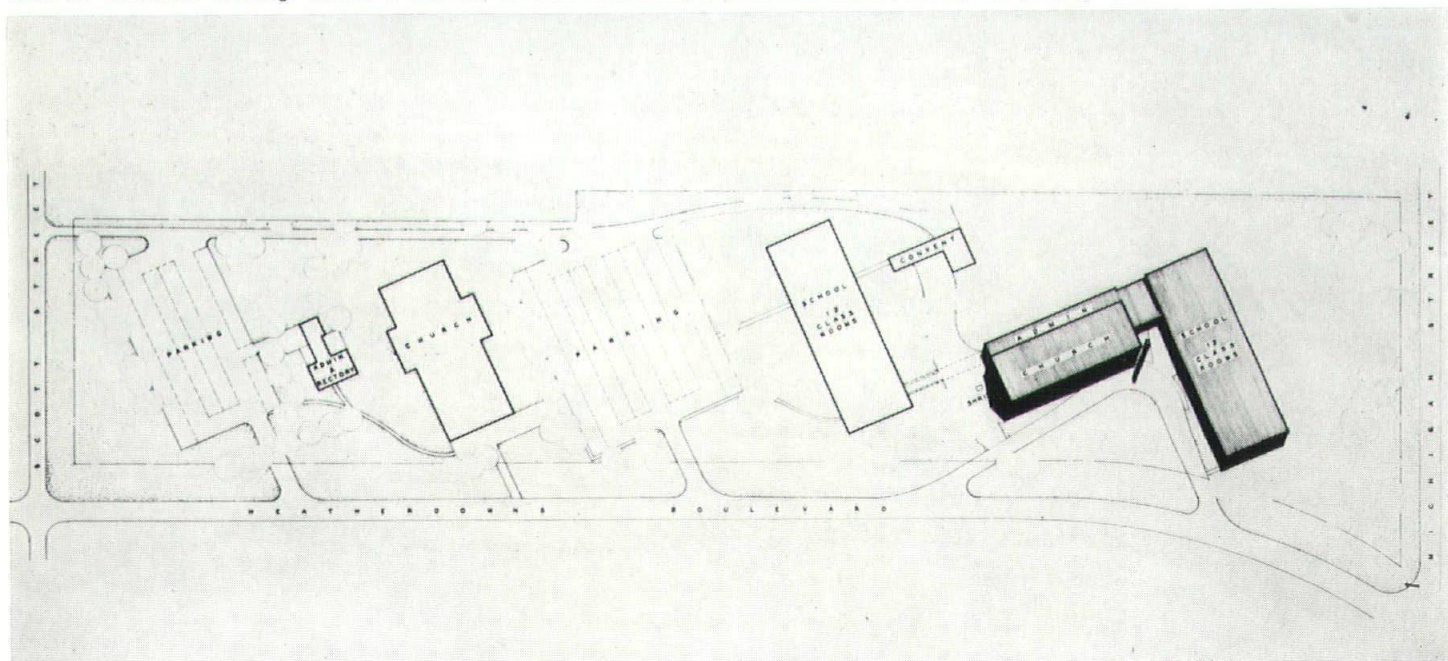 SCOTT STREET
PARKING
ADMIN
&
RECTORY
CHURCH
PARKING
SCHOOL
12
CLASS
ROOMS
CONVENT
ADMIN
CHURCH
SCHOOL
12
CLASS
ROOMS
HEATHERDOWNS BOULEVARD
MICHIGAN STREET